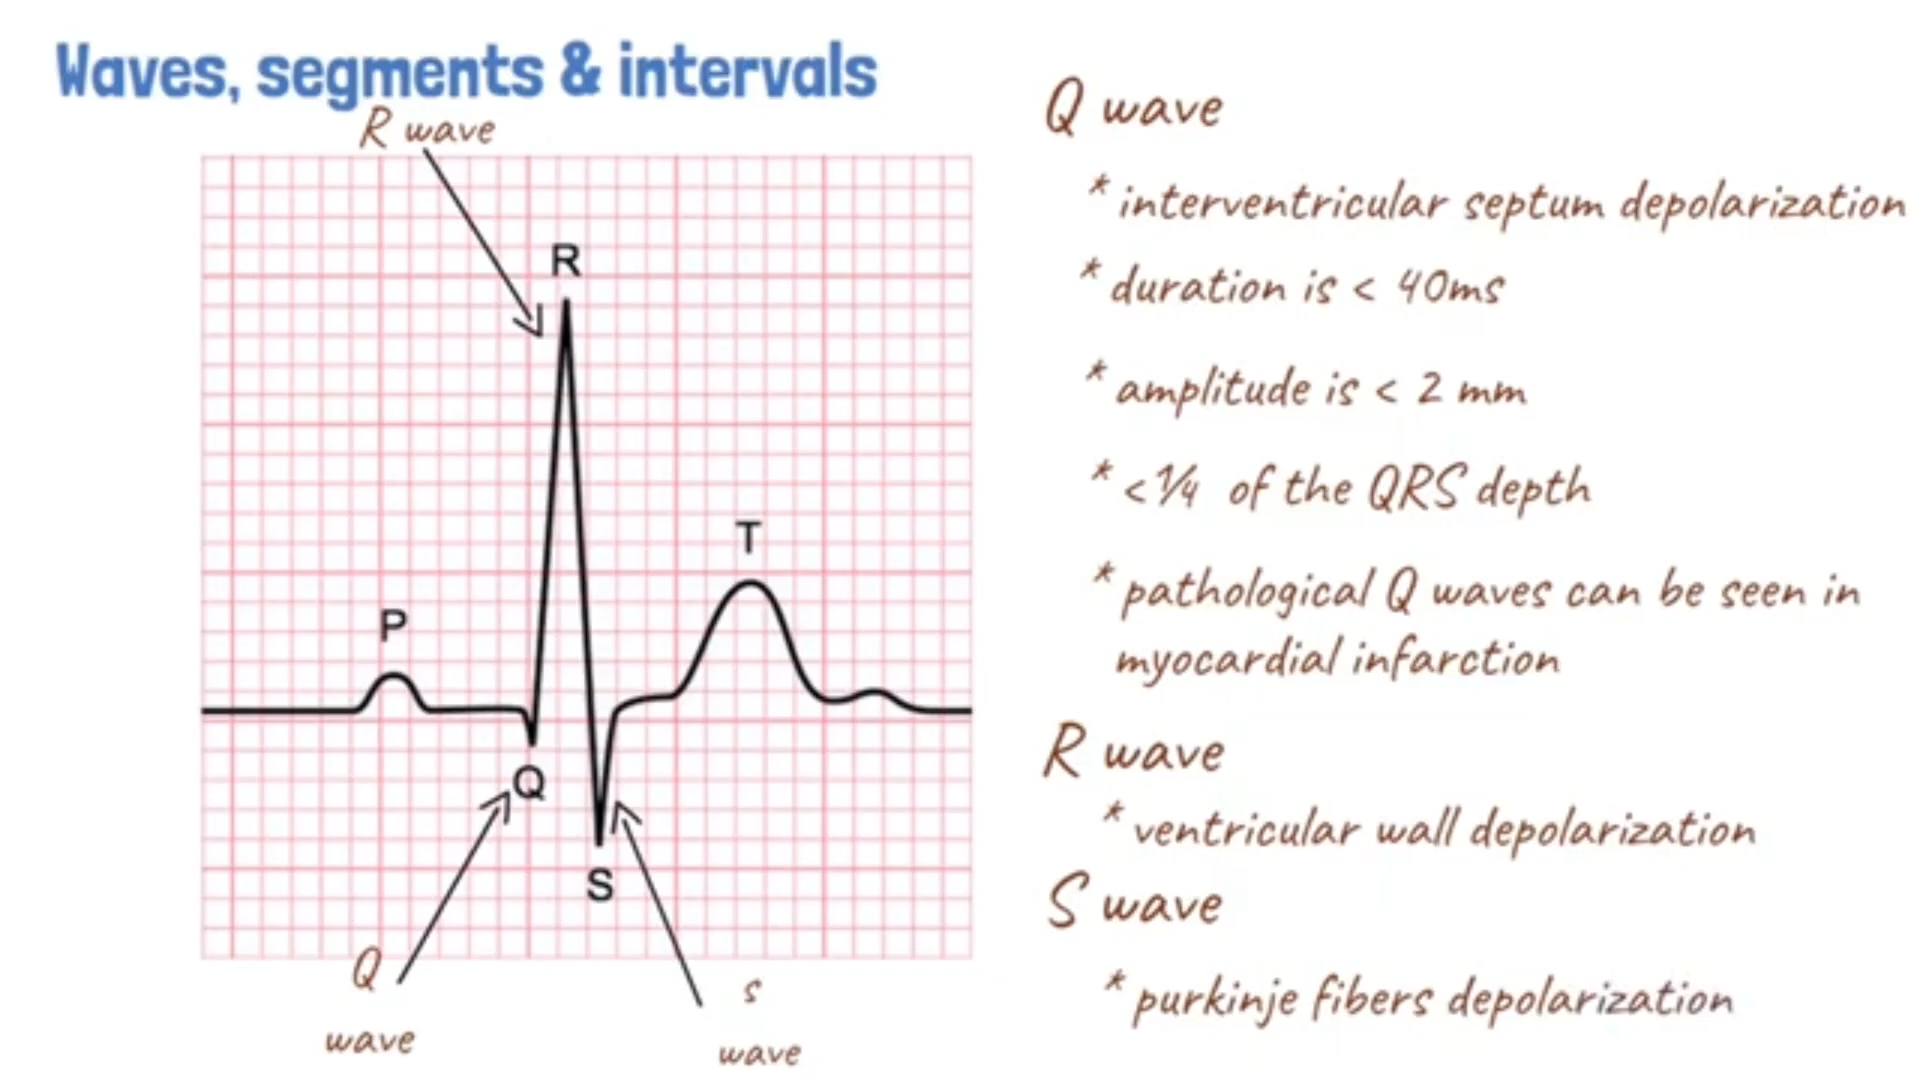 Waves, segments & intervals
R wave
R
T
P
Q
S
Q
wave
s
wave
Q wave
* interventricular septum depolarization
* duration is < 40ms
* amplitude is < 2 mm
* <1/4 of the QRS depth
* pathological Q waves can be seen in
myocardial infarction
R wave
* ventricular wall depolarization
S wave
* purkinje fibers depolarization